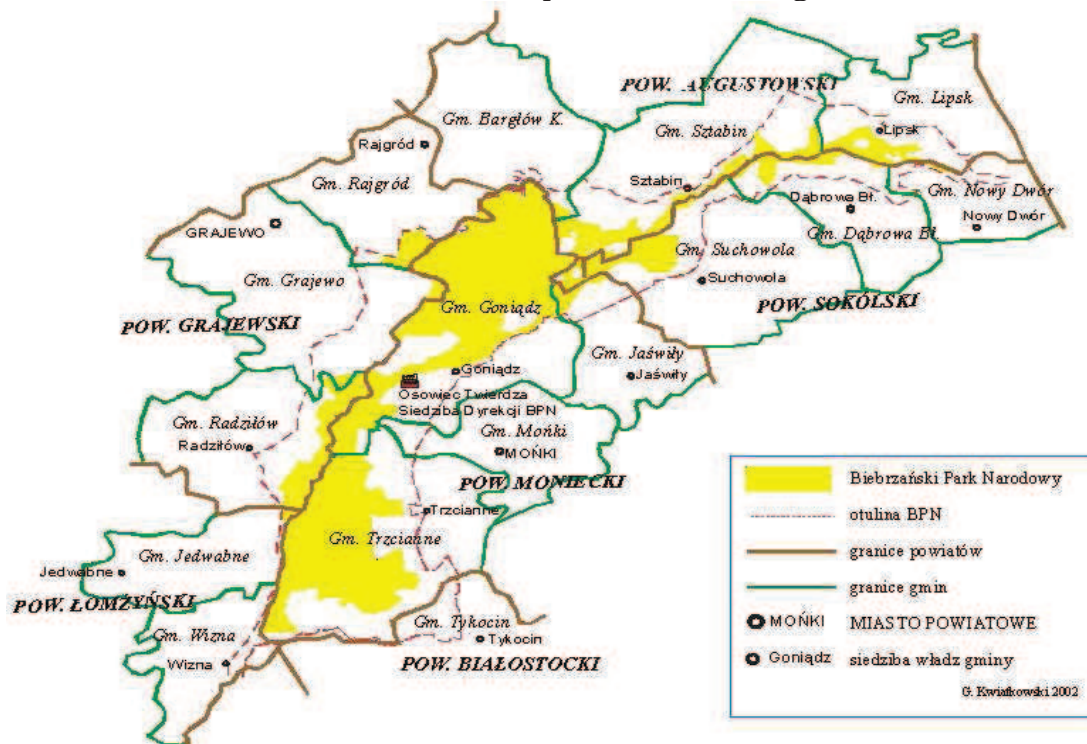 POW. AUGUSTOWSKI
Gm. Lipsk
Gm. Bargłów K.
Gm. Sztabin
Lipsk
Rajgród
Gm. Rajgród
Sztabin
Dąbrowa Bł.
Gm. Nowy Dwór
Nowy Dwór
GRAJEWO
Gm. Dąbrowa Bł.
Gm. Suchowola
Gm. Grajewo
Suchowola
Gm. Goniądz
POW. SOKÓLSKI
POW. GRAJEWSKI
Gm. Jaświły
Goniądz
Jaświły
Osowiec Twierdza
Siedziba Dyrekcji BPN
Gm. Radziłów
Gm. Mońki
Radziłów
MOŃKI
POW. MONIECKI
Trzcianne
Gm. Trzcianne
Gm. Jedwabne
Jedwabne
POW. ŁOMŻYŃSKI
Gm. Tykocin
Gm. Wizna
Tykocin
Wizna
POW. BIAŁOSTOCKI
Biebrzański Park Narodowy
otulina BPN
granice powiatów
granice gmin
MOŃKI MIASTO POWIATOWE
Goniądz siedziba władz gminy
G. Kwiatkowski 2002